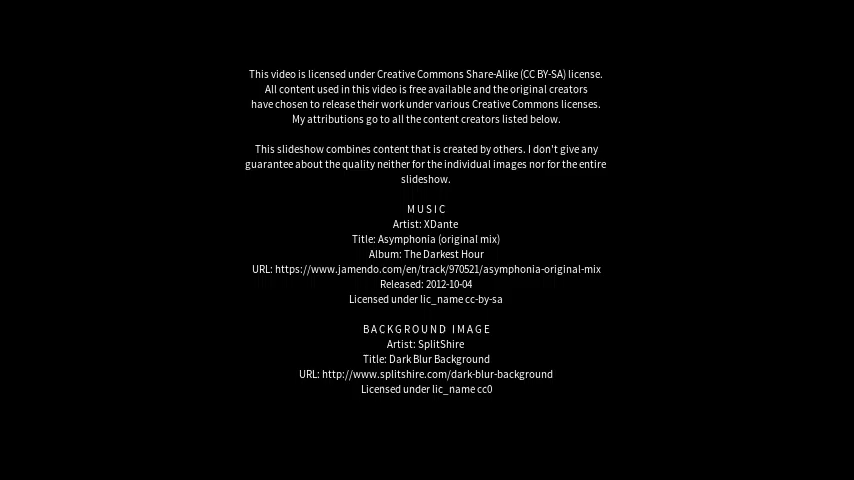 This video is licensed under Creative Commons Share-Alike (CC BY-SA) license.
All content used in this video is free available and the original creators
have chosen to release their work under various Creative Commons licenses.
My attributions go to all the content creators listed below.
This slideshow combines content that is created by others. I don't give any
guarantee about the quality neither for the individual images nor for the entire
slideshow.
MUSIC
Artist: XDante
Title: Asymphonia (original mix)
Album: The Darkest Hour
URL: https://www.jamendo.com/en/track/970521/asymphonia-original-mix
Released: 2012-10-04
Licensed under lic_name cc-by-sa
BACKGROUND IMAGE
Artist: SplitShire
Title: Dark Blur Background
URL: http://www.splitshire.com/dark-blur-background
Licensed under lic_name cc0